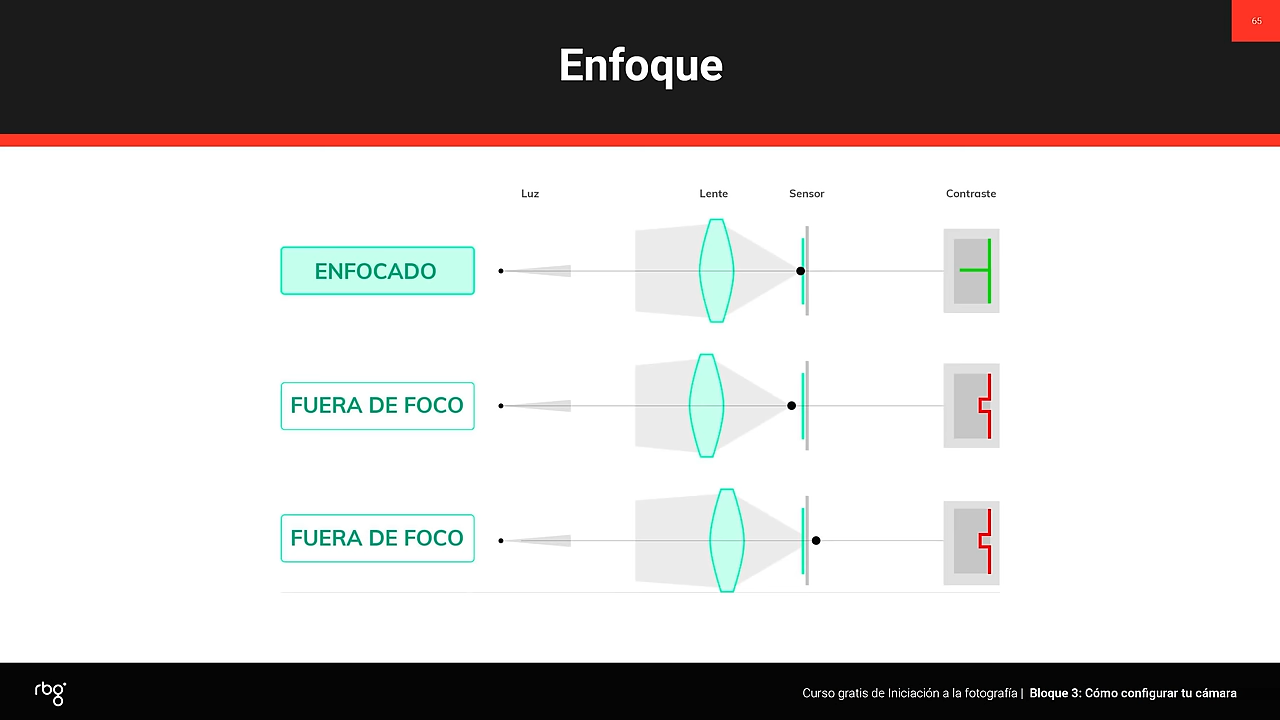 65
Enfoque
Luz Lente Sensor Contraste
ENFOCADO
FUERA DE FOCO
FUERA DE FOCO
rbg
Curso gratis de Iniciación a la fotografía | Bloque 3: Cómo configurar tu cámara